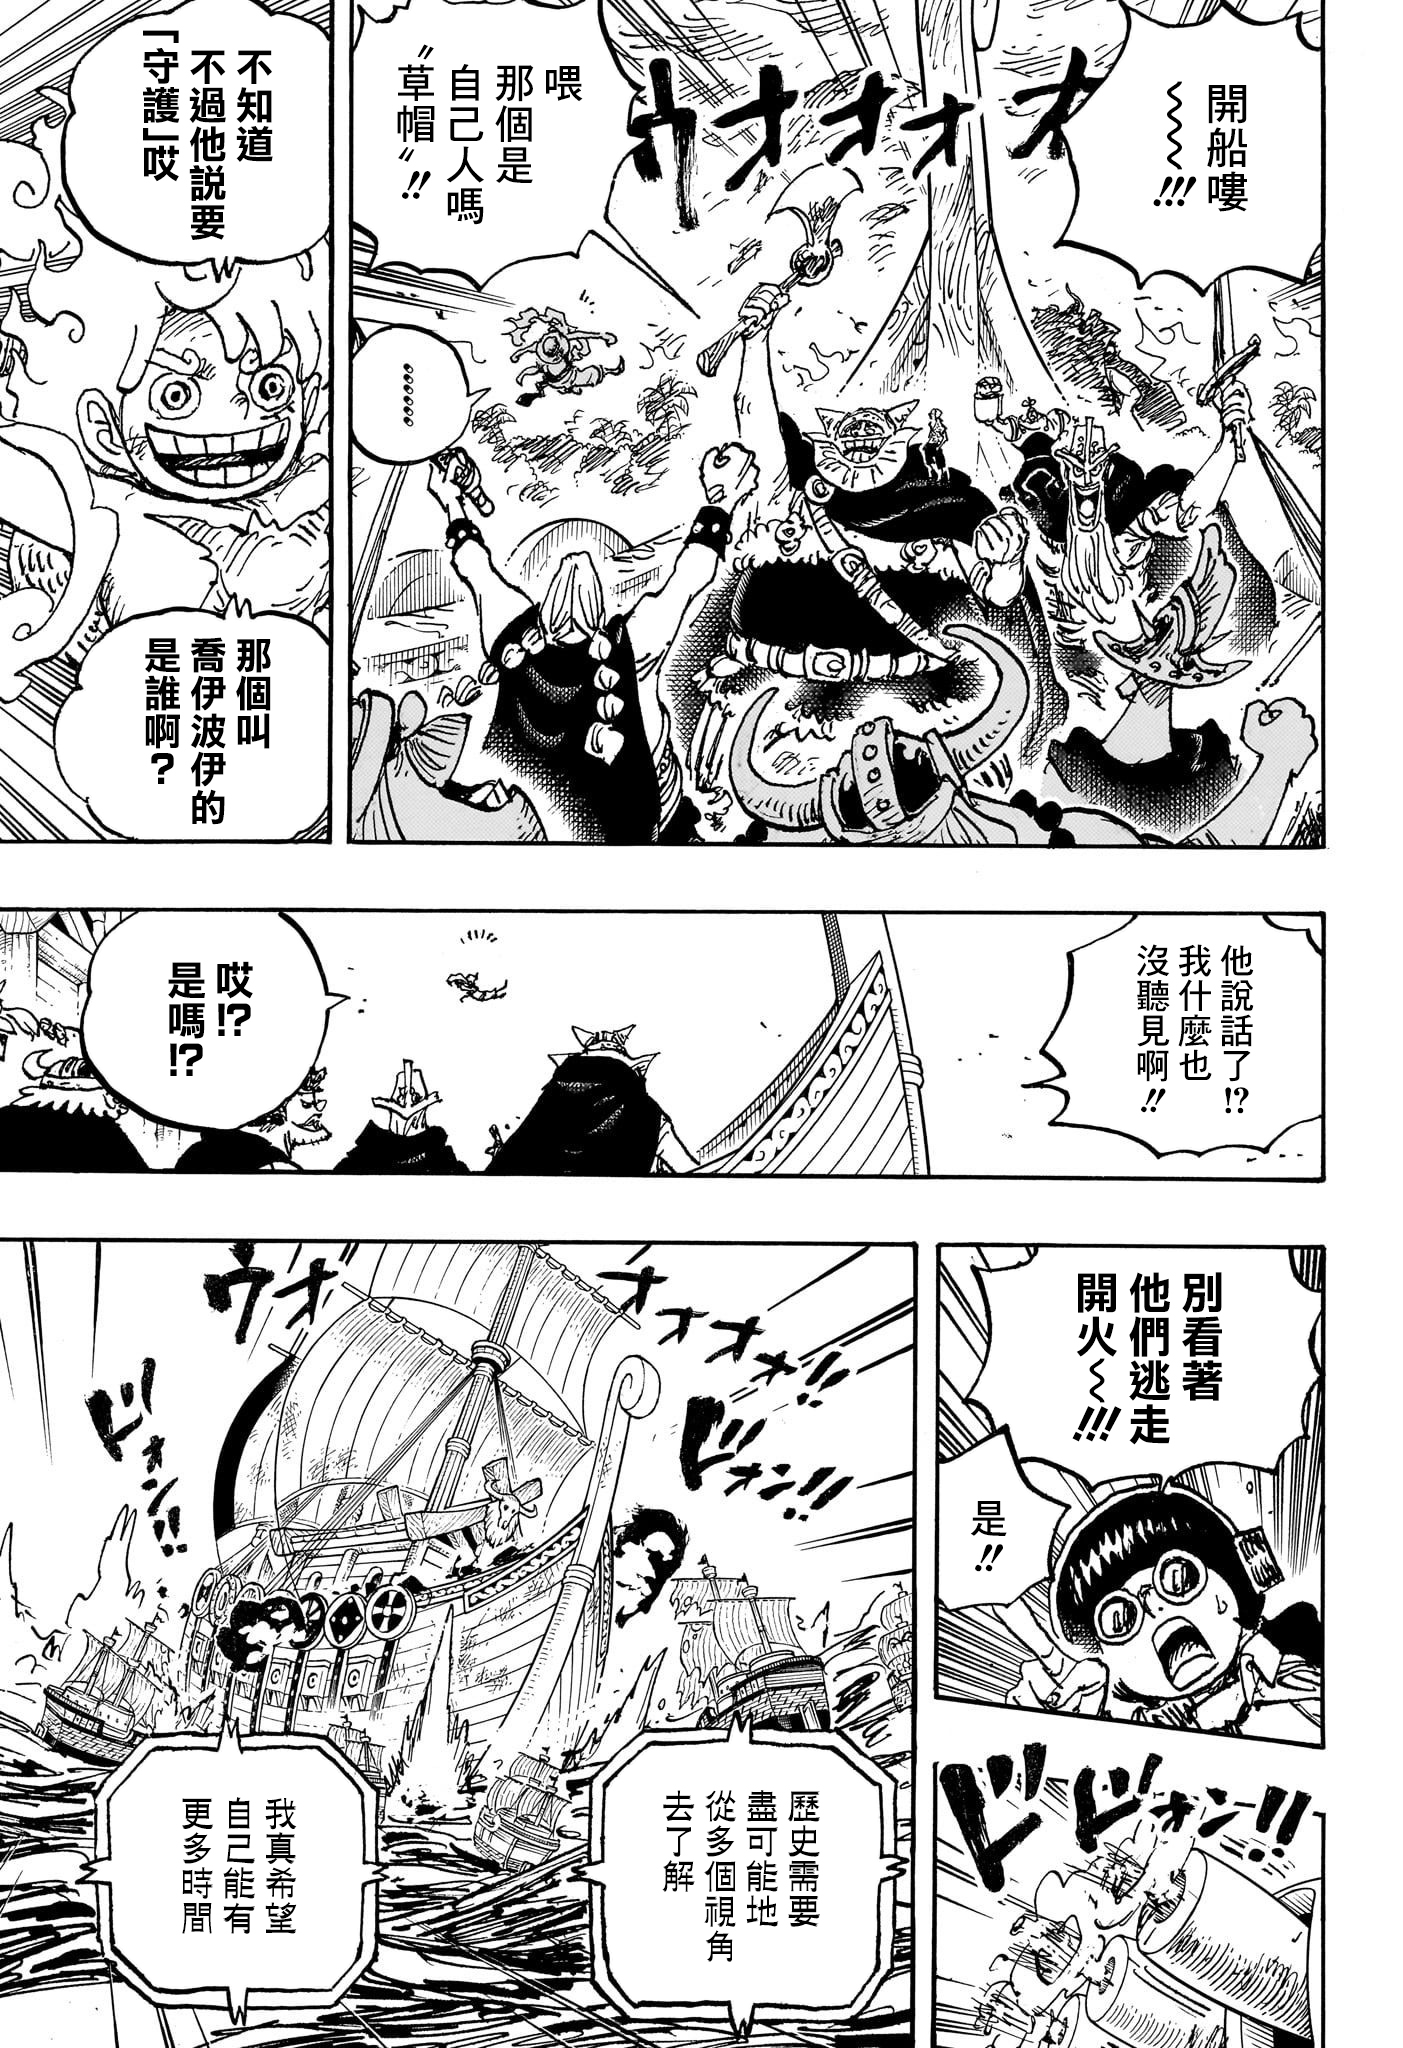 開船嘍
〜〜!!!
ウオオオオオ
喂
那個是
自己人嗎
〝草帽〞!!
………
不知道
不過他説要
「守護」哎
那個叫
喬伊波伊的
是誰啊？
他說話了!?
我什麼也
沒聽見啊!!
哎!?
是嗎!?
別看著
他們逃走
開火〜!!!
是!!
ドドォン!!
ウオオオオオ
ドォン!!
ドォン!!
歷史需要
盡可能地
從多個視角
去了解
我真希望
自己能有
更多時間